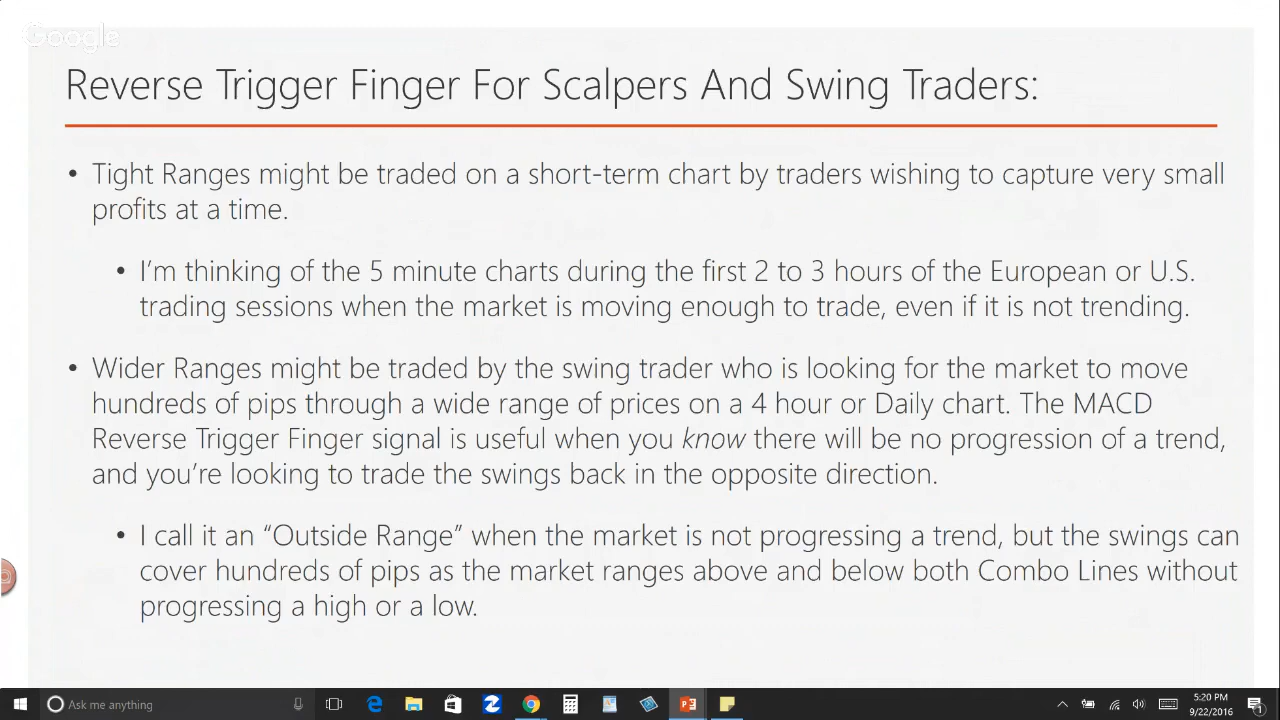 Google
Reverse Trigger Finger For Scalpers And Swing Traders:
• Tight Ranges might be traded on a short-term chart by traders wishing to capture very small
profits at a time.
• I'm thinking of the 5 minute charts during the first 2 to 3 hours of the European or U.S.
trading sessions when the market is moving enough to trade, even if it is not trending.
• Wider Ranges might be traded by the swing trader who is looking for the market to move
hundreds of pips through a wide range of prices on a 4 hour or Daily chart. The MACD
Reverse Trigger Finger signal is useful when you know there will be no progression of a trend,
and you're looking to trade the swings back in the opposite direction.
• I call it an “Outside Range” when the market is not progressing a trend, but the swings can
cover hundreds of pips as the market ranges above and below both Combo Lines without
progressing a high or a low.
Ask me anything
5:20 PM
9/22/2016